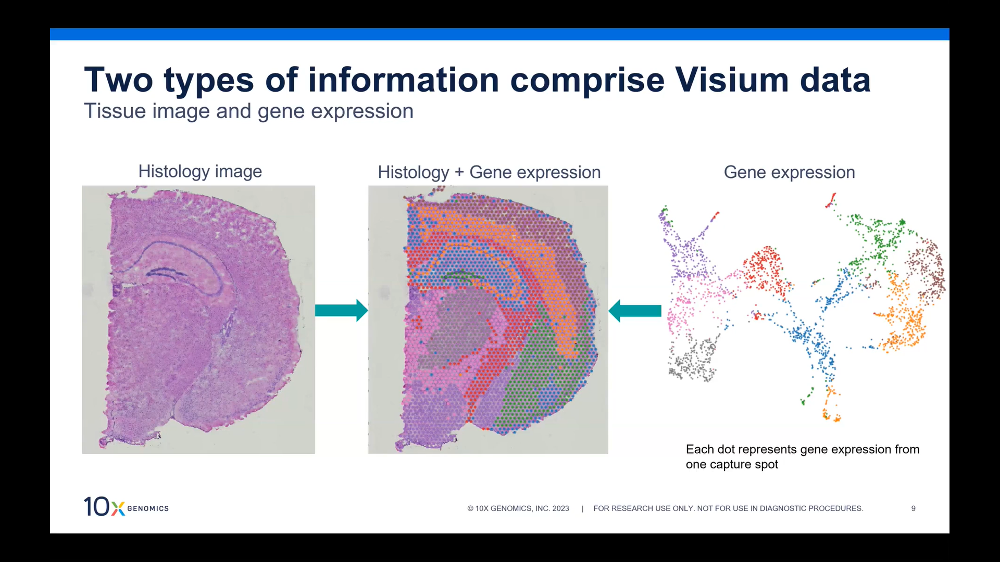 Two types of information comprise Visium data
Tissue image and gene expression
Histology image
Histology + Gene expression
Gene expression
Each dot represents gene expression from
one capture spot
10X GENOMICS
© 10X GENOMICS, INC. 2023 | FOR RESEARCH USE ONLY. NOT FOR USE IN DIAGNOSTIC PROCEDURES. 9